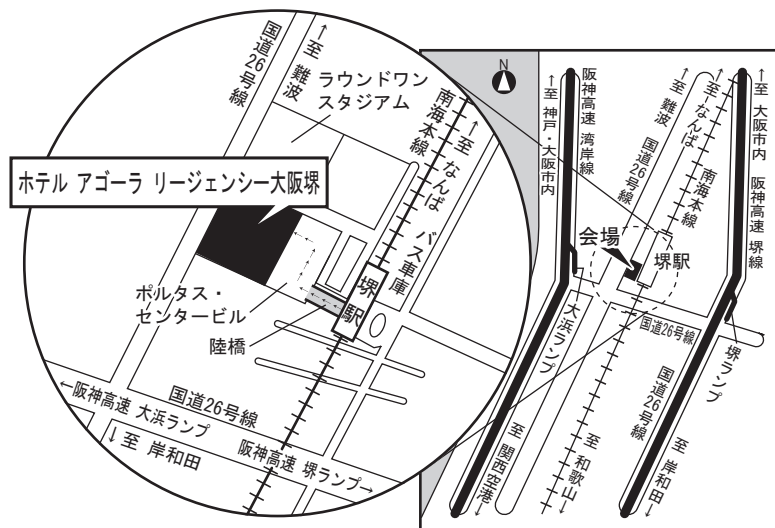 国道26号線
↑至 難波
ラウンドワン
スタジアム
南海本線
↑至 なんば
バス車庫
ホテル アゴーラ リージェンシー大阪堺
ポルタス・
センタービル
陸橋
堺駅
国道26号線
←阪神高速 大浜ランプ
↓至 岸和田
阪神高速 堺ランプ→
N
↑至 神戸・大阪市内
阪神高速 湾岸線
↑至 難波
国道26号線
↑至 なんば
南海本線
↑至 大阪市内
阪神高速 堺線
会場
堺駅
大浜ランプ
国道26号線
堺ランプ
国道26号線
至 関西空港↓
至 和歌山↓
至 岸和田↓